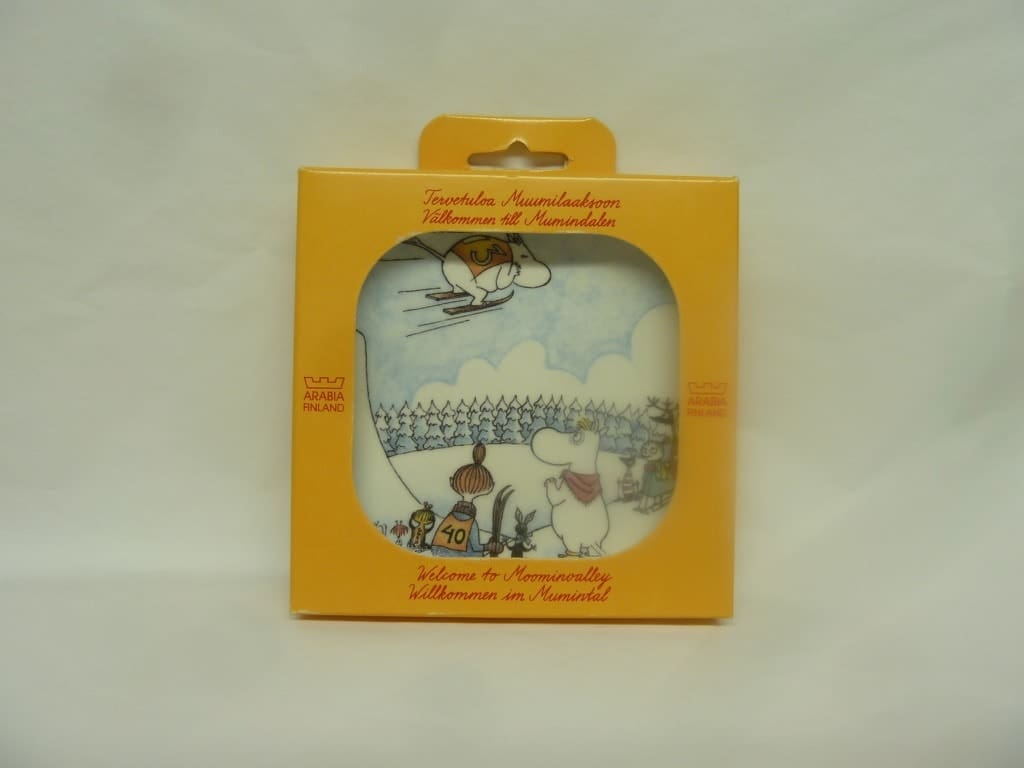 Tervetuloa Muumilaaksoon
Välkommen till Mumindalen
ARABIA
FINLAND
ARABIA
FINLAND
40
Welcome to Moominvalley
Willkommen im Mumintal